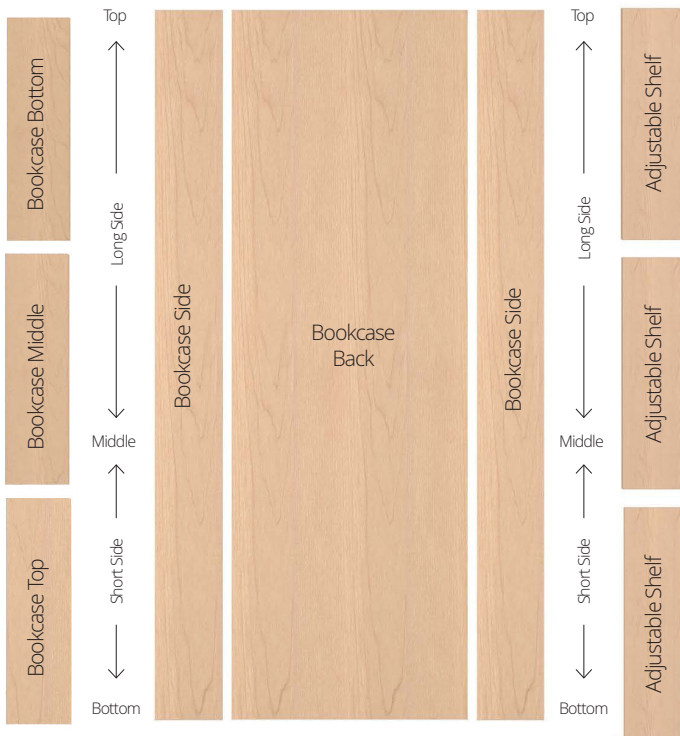 Top
Top
Bookcase Bottom
Long Side
Long Side
Adjustable Shelf
Bookcase Side
Bookcase
Back
Bookcase Side
Bookcase Middle
Adjustable Shelf
Middle
Middle
Bookcase Top
Short Side
Short Side
Adjustable Shelf
Bottom
Bottom